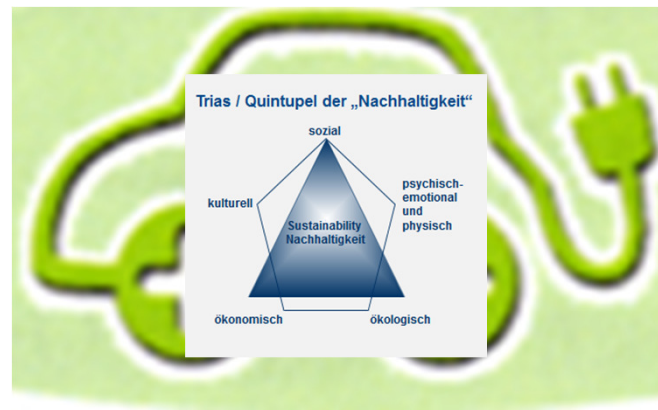 Trias / Quintupel der „Nachhaltigkeit“
sozial
kulturell
psychisch-
emotional
und
physisch
Sustainability
Nachhaltigkeit
ökonomisch
ökologisch